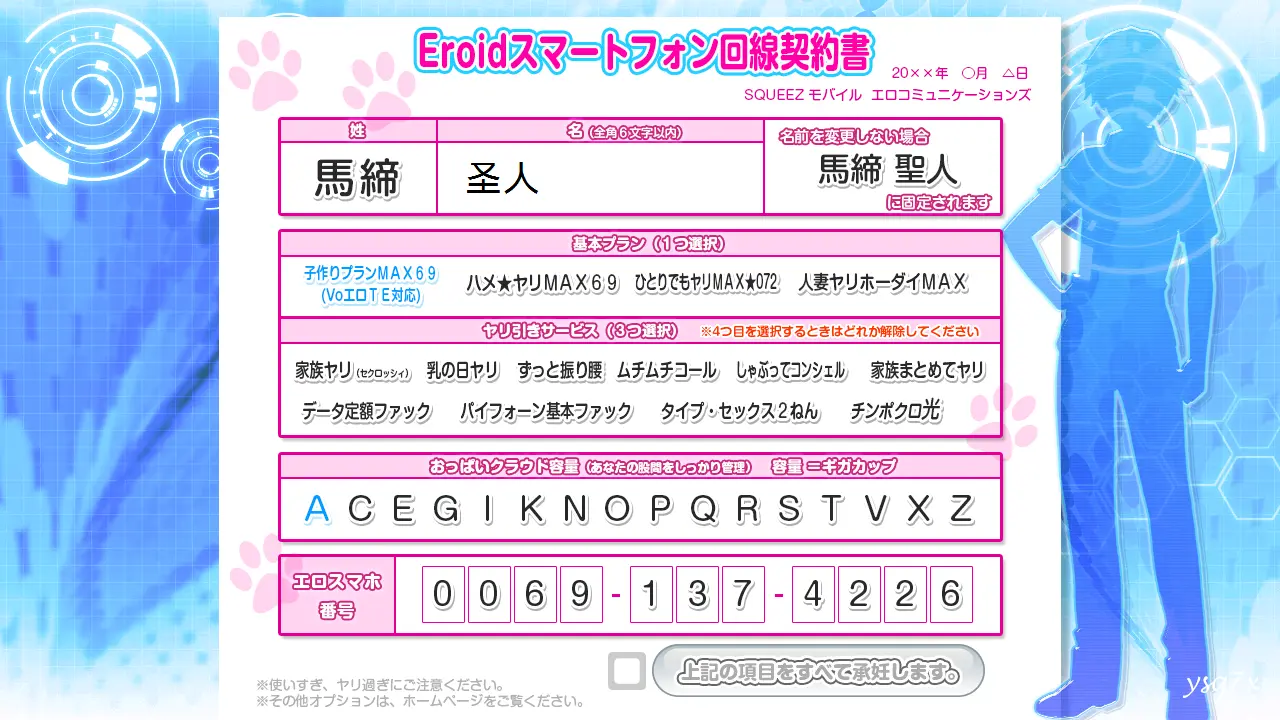 Eroidスマートフォン回線契約書
20××年 ○月 △日
SQUEEZ モバイル エロコミュニケーションズ
姓
名(全角6文字以内)
名前を変更しない場合
馬締
圣人
馬締 聖人
に固定されます
基本プラン(1つ選択)
子作りプランMAX69
(VoエロTE対応)
ハメ★ヤリMAX69
ひとりでもヤリMAX★072
人妻ヤリホーダイMAX
ヤリ引きサービス(3つ選択) ※4つ目を選択するときはどれか解除してください
家族ヤリ(セクロッシィ) 乳の日ヤリ ずっと振り腰 ムチムチコール しゃぶってコンシェル 家族まとめてヤリ
データ定額ファック パイフォーン基本ファック タイプ・セックス2ねん チンポクロ光
おっぱいクラウド容量(あなたの股間をしっかり管理) 容量=ギガカップ
A C E G I K N O P Q R S T V X Z
エロスマホ
番号
0069-137-4226
上記の項目をすべて承妊します。
※使いすぎ、ヤリ過ぎにご注意ください。
※その他オプションは、ホームページをご覧ください。